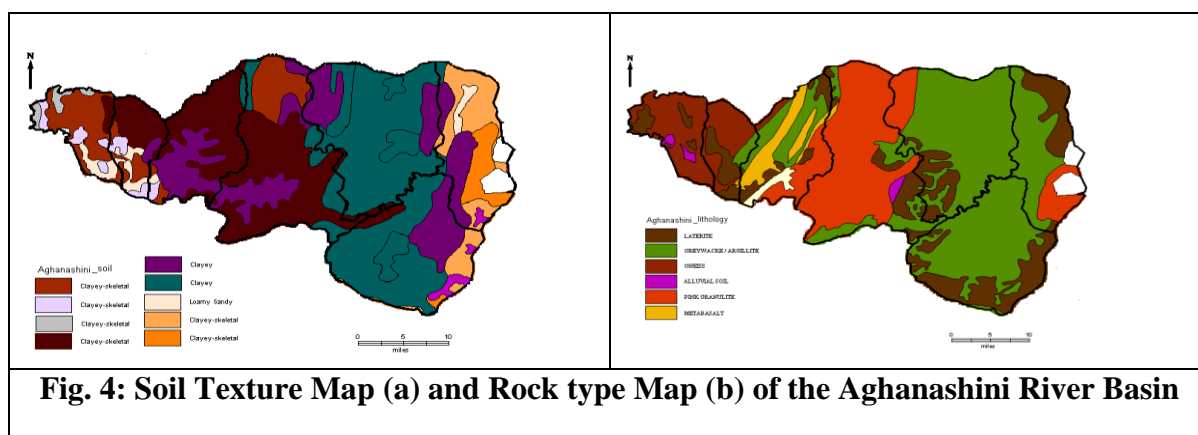 N
Aghanashini_soil
Clayey-skeletal
Clayey-skeletal
Clayey-skeletal
Clayey-skeletal
Clayey
Clayey
Loamy Sandy
Clayey-skeletal
Clayey-skeletal
0 5 10
miles
N
Aghanashini_lithology
LATERITE
GREYWACKE / ARGILLITE
GNEISS
ALLUVIAL SOIL
PINK GRANULITE
METABASALT
0 5 10
miles
Fig. 4: Soil Texture Map (a) and Rock type Map (b) of the Aghanashini River Basin